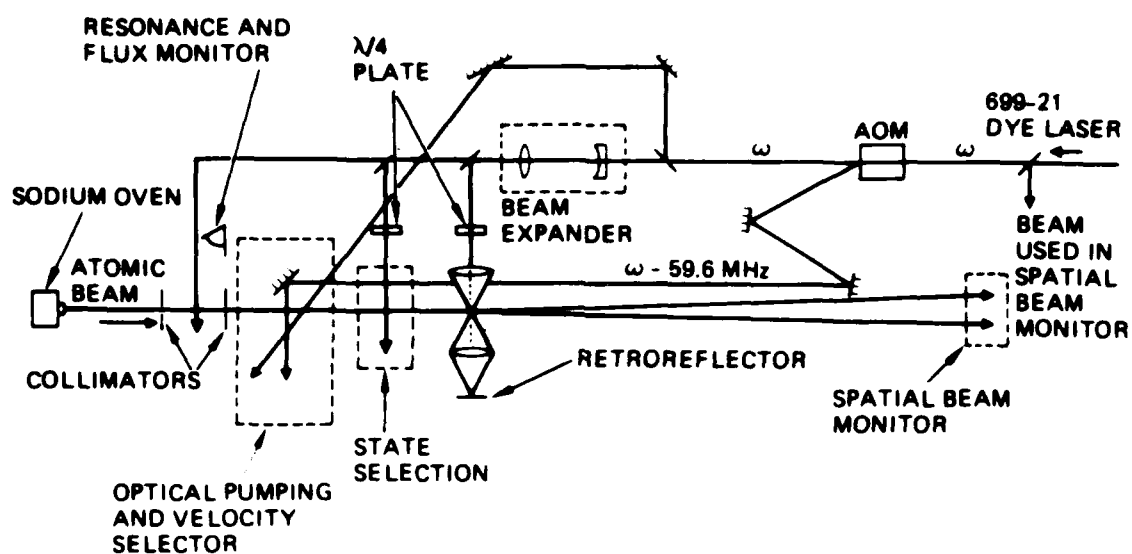 RESONANCE AND
FLUX MONITOR
λ/4
PLATE
699-21
DYE LASER
AOM
ω
ω
SODIUM OVEN
BEAM
EXPANDER
BEAM
USED IN
SPATIAL
BEAM
MONITOR
ATOMIC
BEAM
ω - 59.6 MHz
COLLIMATORS
RETROREFLECTOR
SPATIAL BEAM
MONITOR
STATE
SELECTION
OPTICAL PUMPING
AND VELOCITY
SELECTOR